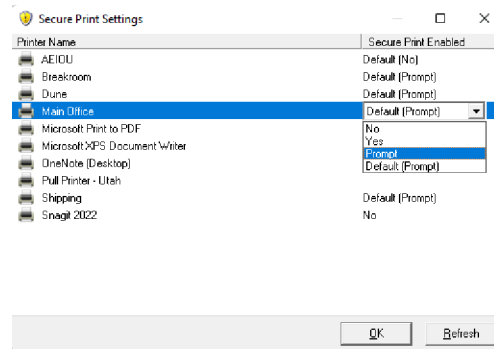 Secure Print Settings
Printer Name Secure Print Enabled
AEIOU Default (No)
Breakroom Default (Prompt)
Dune Default (Prompt)
Main Office Default (Prompt)
Microsoft Print to PDF No
Microsoft XPS Document Writer Yes
Prompt
OneNote (Desktop) Default (Prompt)
Pull Printer - Utah
Shipping Default (Prompt)
Snagit 2022 No
OK Refresh